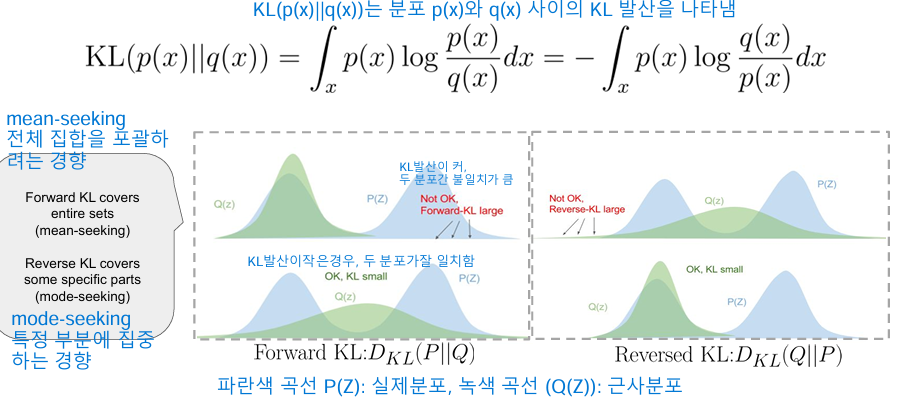 KL(p(x)||q(x))는 분포 p(x)와 q(x) 사이의 KL 발산을 나타냄
KL(p(x)||q(x)) = ∫ₓ p(x) log p(x)/q(x) dx = − ∫ₓ p(x) log q(x)/p(x) dx
mean-seeking
전체 집합을 포괄하
려는 경향
Forward KL covers
entire sets
(mean-seeking)
Reverse KL covers
some specific parts
(mode-seeking)
mode-seeking
특정 부분에 집중
하는 경향
Q(z)
P(Z)
KL발산이 커,
두 분포간 불일치가 큼
Not OK,
Forward-KL large
KL발산이작은경우, 두 분포가잘 일치함
OK, KL small
Q(z)
P(Z)
Forward KL:D_{KL}(P||Q)
Not OK,
Reverse-KL large
Q(z)
P(Z)
OK, KL small
Q(z)
P(Z)
Reversed KL:D_{KL}(Q||P)
파란색 곡선 P(Z): 실제분포, 녹색 곡선 (Q(Z)): 근사분포